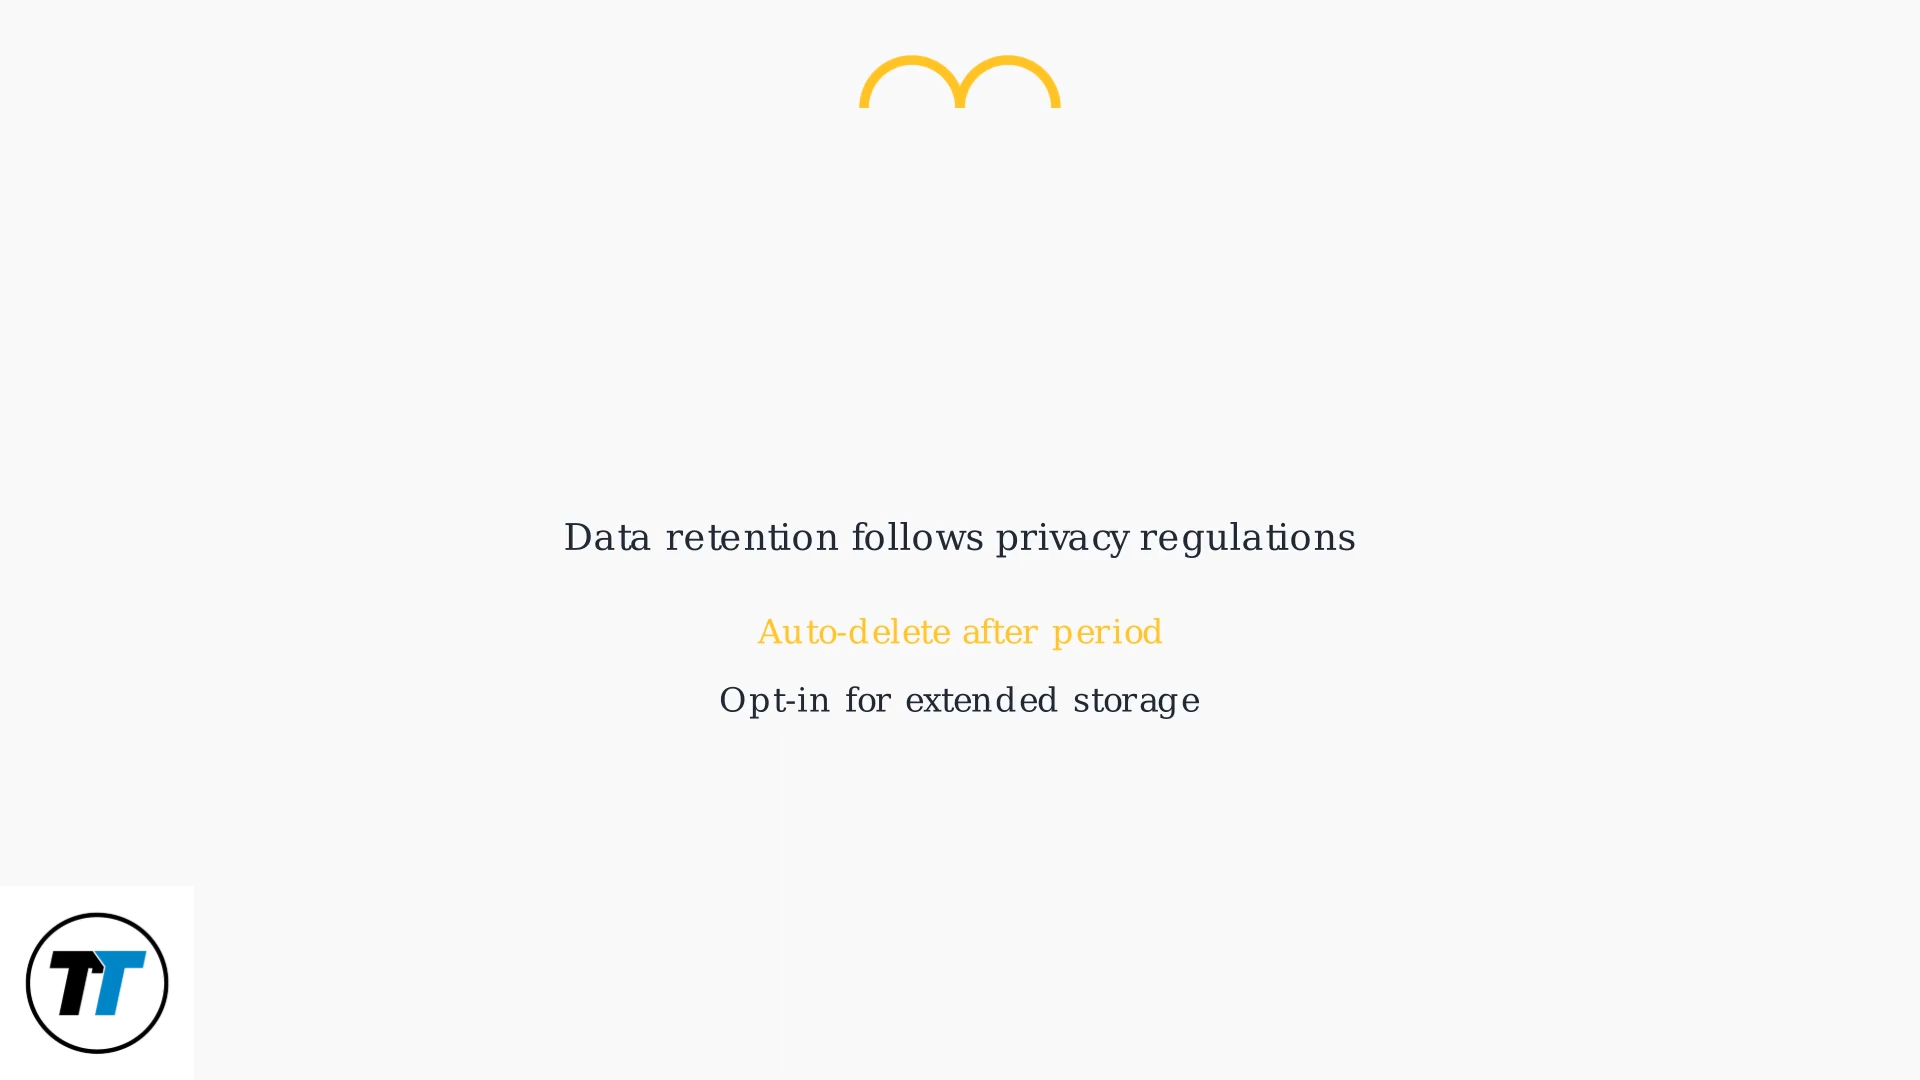 Data retention follows privacy regulations
Auto-delete after period
Opt-in for extended storage
TT